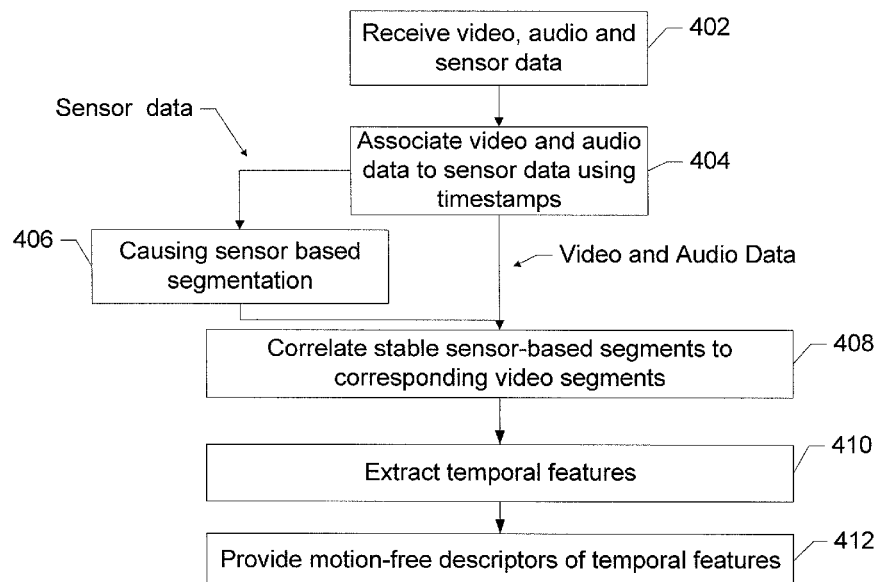 Receive video, audio and
sensor data
402
Sensor data
Associate video and audio
data to sensor data using
timestamps
404
406
Causing sensor based
segmentation
Video and Audio Data
Correlate stable sensor-based segments to
corresponding video segments
408
Extract temporal features
410
Provide motion-free descriptors of temporal features
412